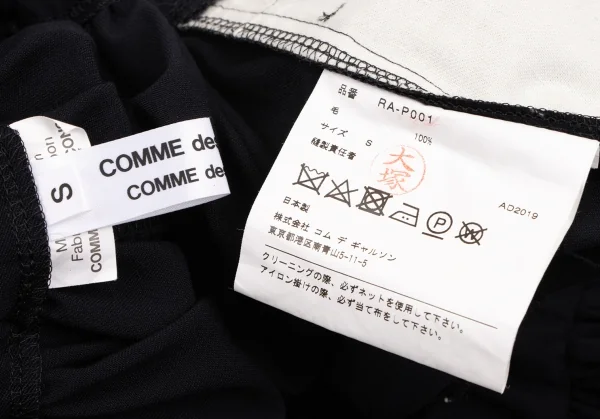 COMME des
COMME de
S
COMM
Fab
品番 RA-P001
毛 100%
サイズ S
縫製責任者
大塚
AD2019
日本製
株式会社 コム デ ギャルソン
東京都港区南青山5-11-5
クリーニングの際、必ずネットを使用して下さい。
アイロン掛けの際、必ず当て布をして下さい。